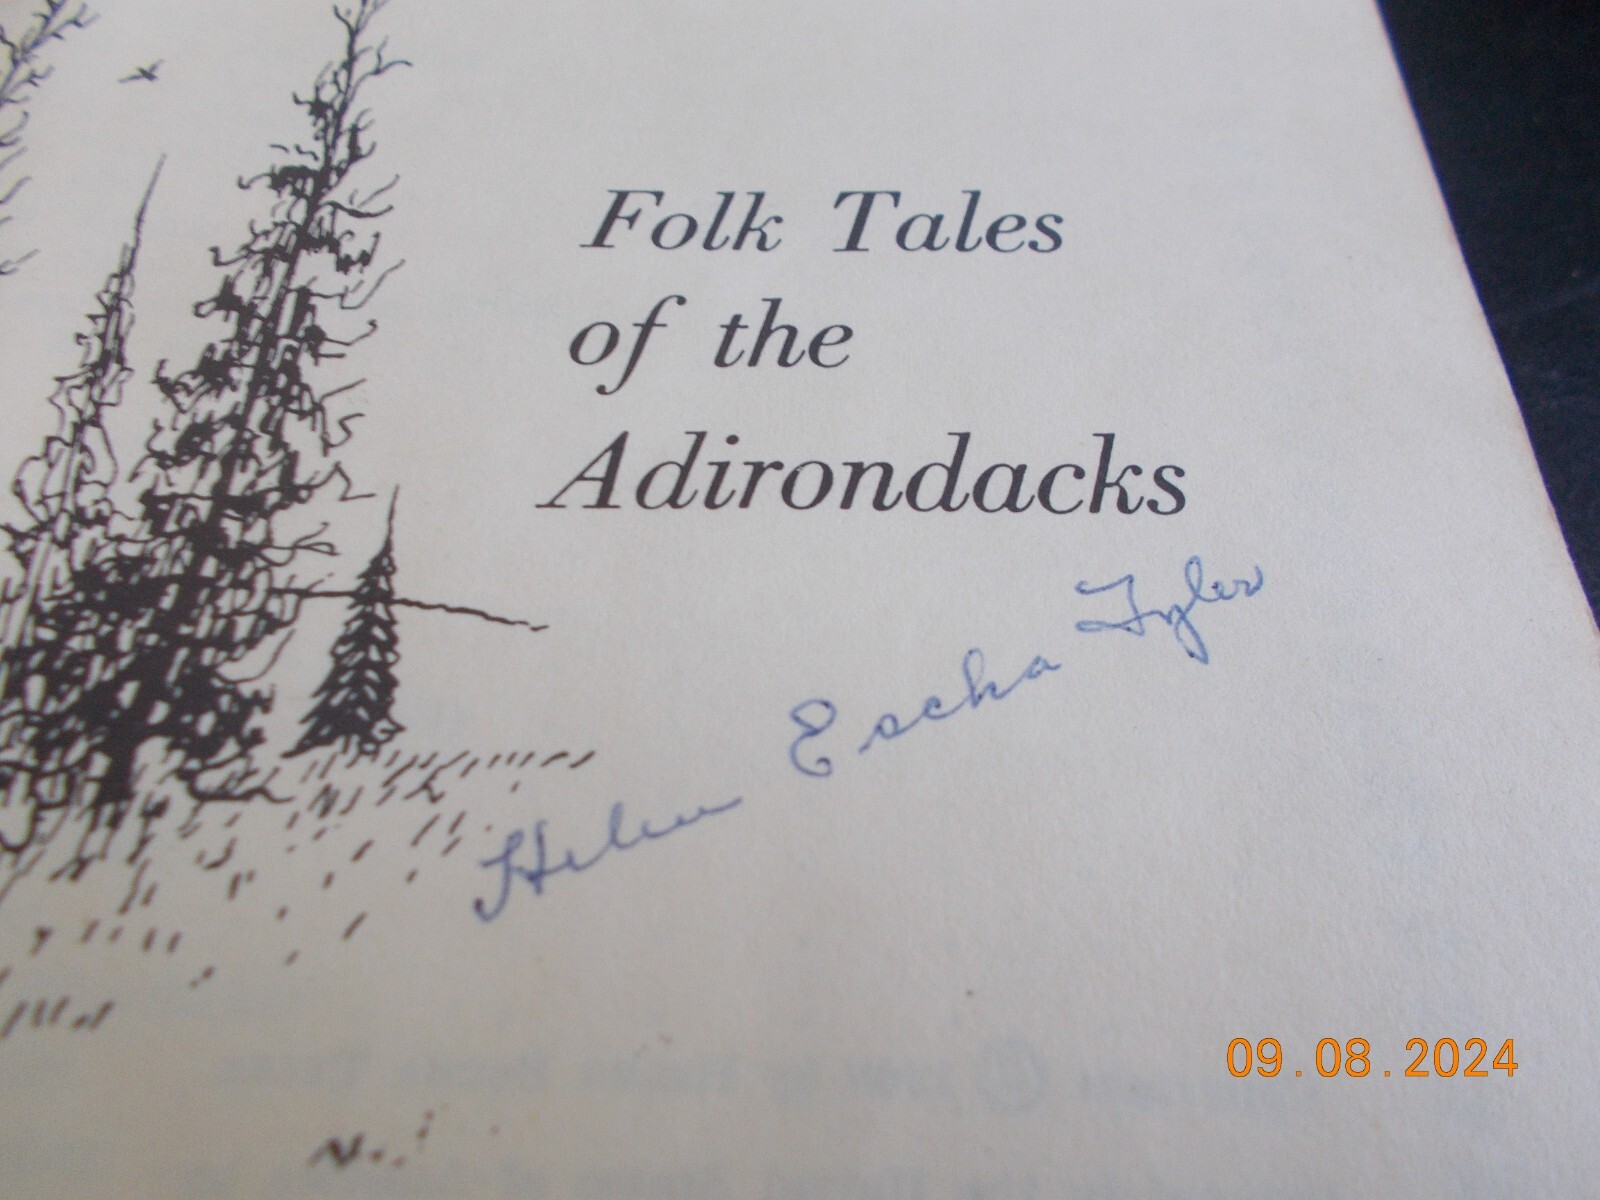 Folk Tales
of the
Adirondacks
Helen Escha Tyler
09.08.2024